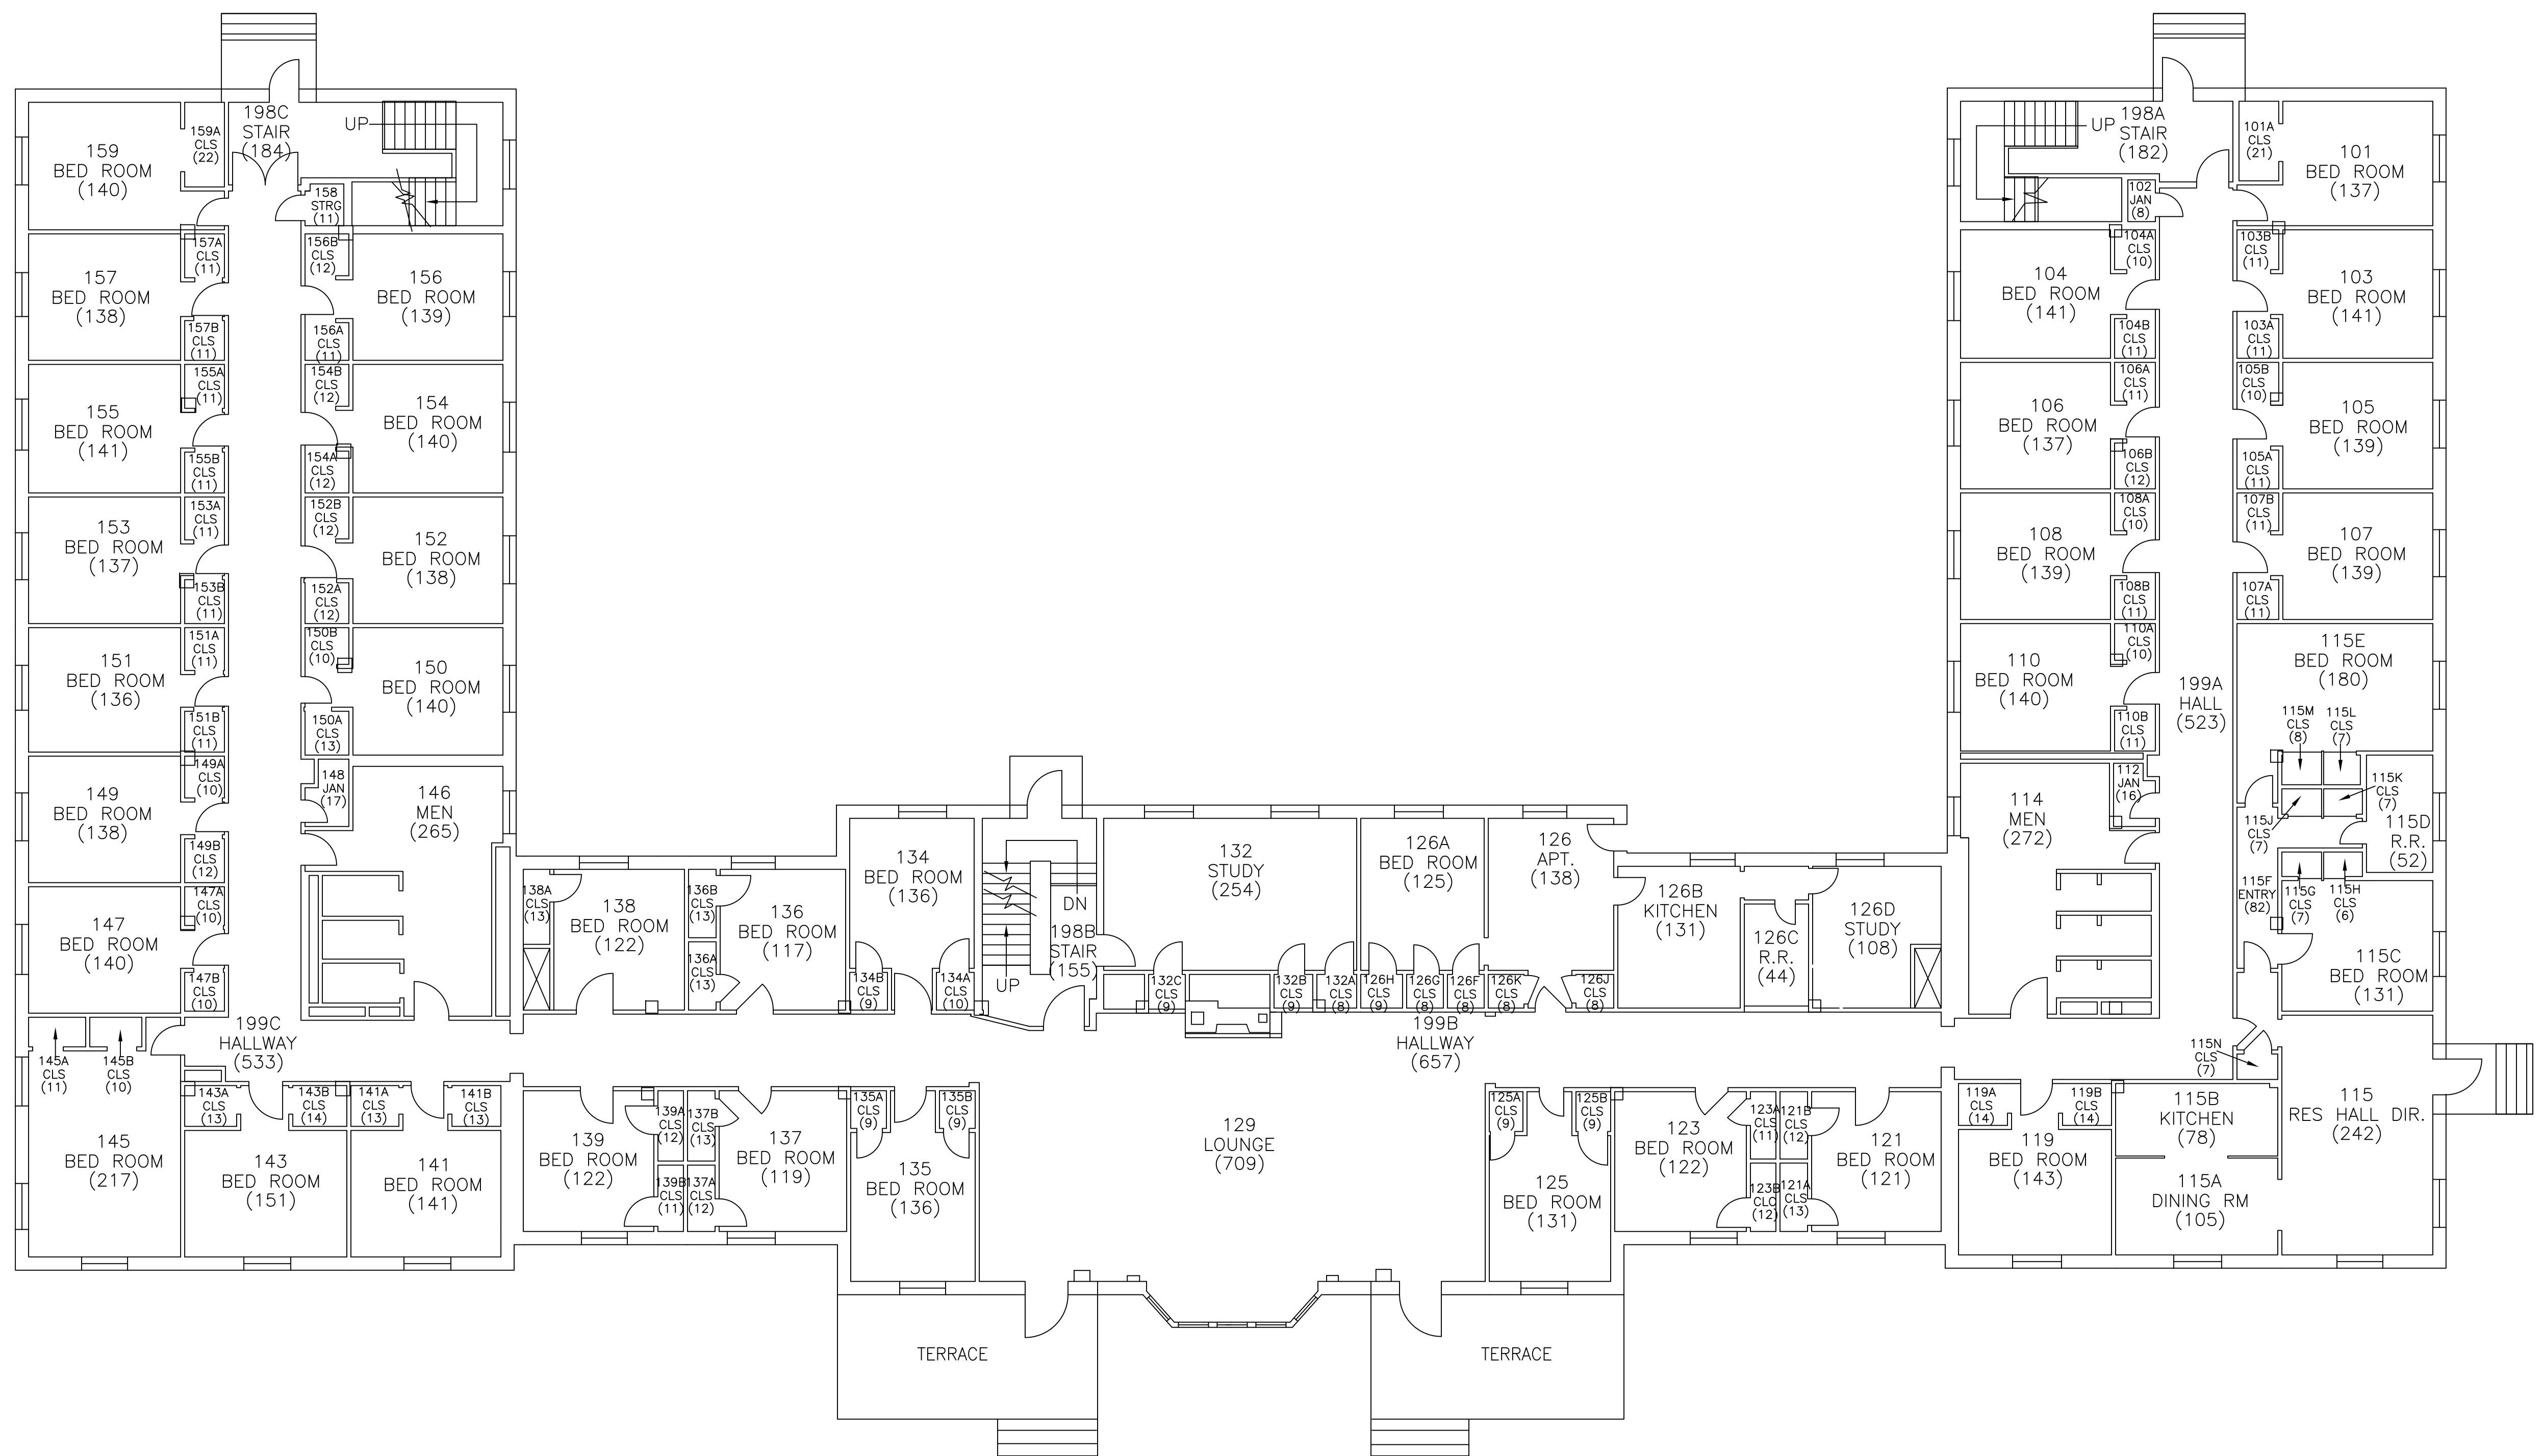 159
BED ROOM
(140)
159A
CLS
(22)
198C
STAIR
(184)
UP
158
STRG
(11)
157
BED ROOM
(138)
157A
CLS
(11)
157B
CLS
(11)
156B
CLS
(12)
156
BED ROOM
(139)
156A
CLS
(11)
155
BED ROOM
(141)
155A
CLS
(11)
155B
CLS
(11)
154B
CLS
(12)
154
BED ROOM
(140)
154A
CLS
(12)
153
BED ROOM
(137)
153A
CLS
(11)
153B
CLS
(11)
152B
CLS
(12)
152
BED ROOM
(138)
152A
CLS
(12)
151
BED ROOM
(136)
151A
CLS
(11)
151B
CLS
(11)
150B
CLS
(10)
150
BED ROOM
(140)
150A
CLS
(13)
149
BED ROOM
(138)
149A
CLS
(10)
149B
CLS
(12)
148
JAN
(17)
146
MEN
(265)
147
BED ROOM
(140)
147A
CLS
(10)
147B
CLS
(10)
199C
HALLWAY
(533)
145A
CLS
(11)
145B
CLS
(10)
145
BED ROOM
(217)
143A
CLS
(13)
143B
CLS
(14)
143
BED ROOM
(151)
141A
CLS
(13)
141B
CLS
(13)
141
BED ROOM
(141)
138A
CLS
(13)
138
BED ROOM
(122)
136B
CLS
(13)
136A
CLS
(13)
136
BED ROOM
(117)
134
BED ROOM
(136)
134B
CLS
(9)
134A
CLS
(10)
DN
198B
STAIR
(155)
UP
139
BED ROOM
(122)
139A
CLS
(12)
139B
CLS
(11)
137B
CLS
(13)
137A
CLS
(12)
137
BED ROOM
(119)
135A
CLS
(9)
135B
CLS
(9)
135
BED ROOM
(136)
132
STUDY
(254)
132C
CLS
(9)
132B
CLS
(9)
132A
CLS
(8)
126A
BED ROOM
(125)
126H
CLS
(9)
126G
CLS
(8)
126F
CLS
(8)
126
APT.
(138)
126K
CLS
(8)
126J
CLS
(8)
126B
KITCHEN
(131)
126C
R.R.
(44)
126D
STUDY
(108)
199B
HALLWAY
(657)
129
LOUNGE
(709)
125A
CLS
(9)
125B
CLS
(9)
125
BED ROOM
(131)
123
BED ROOM
(122)
123A
CLS
(11)
123B
CLO
(12)
121B
CLS
(12)
121A
CLS
(13)
121
BED ROOM
(121)
TERRACE
TERRACE
UP
198A
STAIR
(182)
102
JAN
(8)
101A
CLS
(21)
101
BED ROOM
(137)
104
BED ROOM
(141)
104A
CLS
(10)
104B
CLS
(11)
103B
CLS
(11)
103A
CLS
(11)
103
BED ROOM
(141)
106
BED ROOM
(137)
106A
CLS
(11)
106B
CLS
(12)
105B
CLS
(10)
105A
CLS
(11)
105
BED ROOM
(139)
108
BED ROOM
(139)
108A
CLS
(10)
108B
CLS
(11)
107B
CLS
(11)
107A
CLS
(11)
107
BED ROOM
(139)
110
BED ROOM
(140)
110A
CLS
(10)
110B
CLS
(11)
199A
HALL
(523)
115E
BED ROOM
(180)
115M
CLS
(8)
115L
CLS
(7)
115K
CLS
(7)
115J
CLS
(7)
115D
R.R.
(52)
112
JAN
(16)
114
MEN
(272)
115F
ENTRY
(82)
115G
CLS
(7)
115H
CLS
(6)
115C
BED ROOM
(131)
115N
CLS
(7)
119A
CLS
(14)
119B
CLS
(14)
119
BED ROOM
(143)
115B
KITCHEN
(78)
115A
DINING RM
(105)
115
RES HALL DIR.
(242)